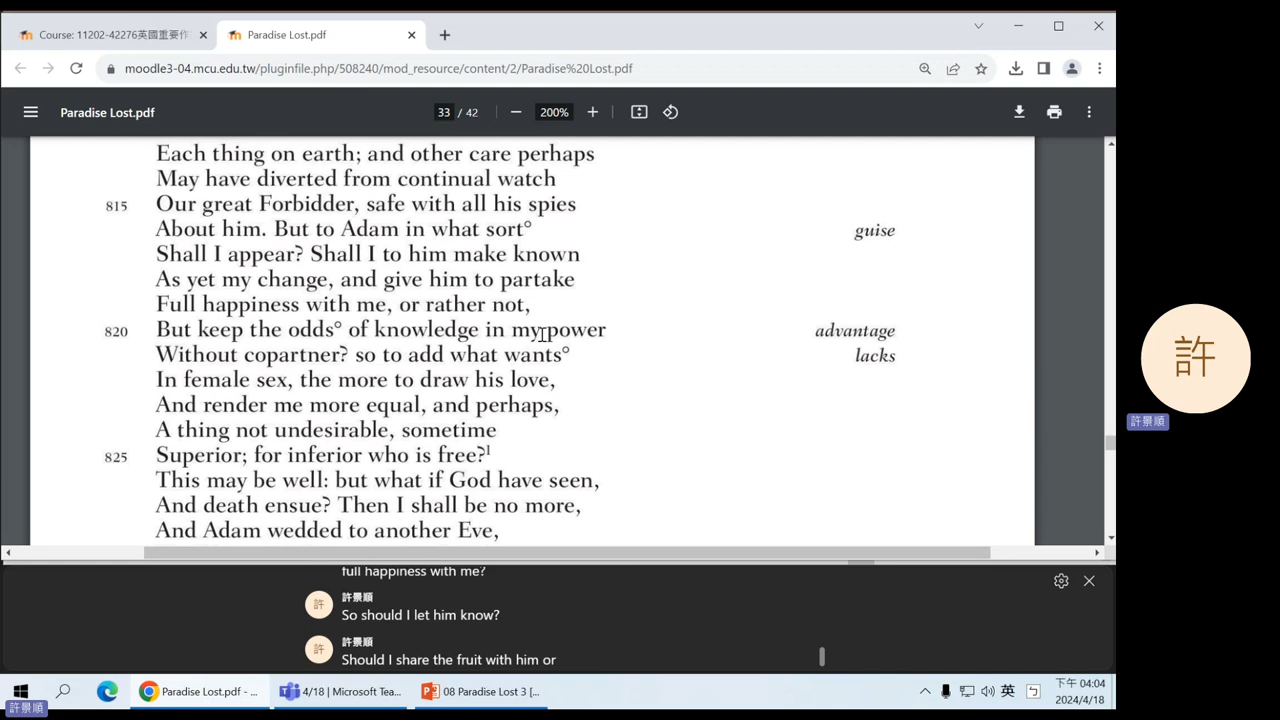 Course: 11202-42276英國重要作
Paradise Lost.pdf
moodle3-04.mcu.edu.tw/pluginfile.php/508240/mod_resource/content/2/Paradise%20Lost.pdf
Paradise Lost.pdf
33 / 42
200%
Each thing on earth; and other care perhaps
May have diverted from continual watch
815 Our great Forbidder, safe with all his spies
About him. But to Adam in what sort° guise
Shall I appear? Shall I to him make known
As yet my change, and give him to partake
Full happiness with me, or rather not,
820 But keep the odds° of knowledge in my power advantage
Without copartner? so to add what wants° lacks
In female sex, the more to draw his love,
And render me more equal, and perhaps,
A thing not undesirable, sometime
825 Superior; for inferior who is free?¹
This may be well: but what if God have seen,
And death ensue? Then I shall be no more,
And Adam wedded to another Eve,
full happiness with me?
許 許景順
So should I let him know?
許 許景順
Should I share the fruit with him or
許
許景順
Paradise Lost.pdf - ...
4/18 | Microsoft Tea...
08 Paradise Lost 3 [...
英
下午 04:04
2024/4/18
許景順